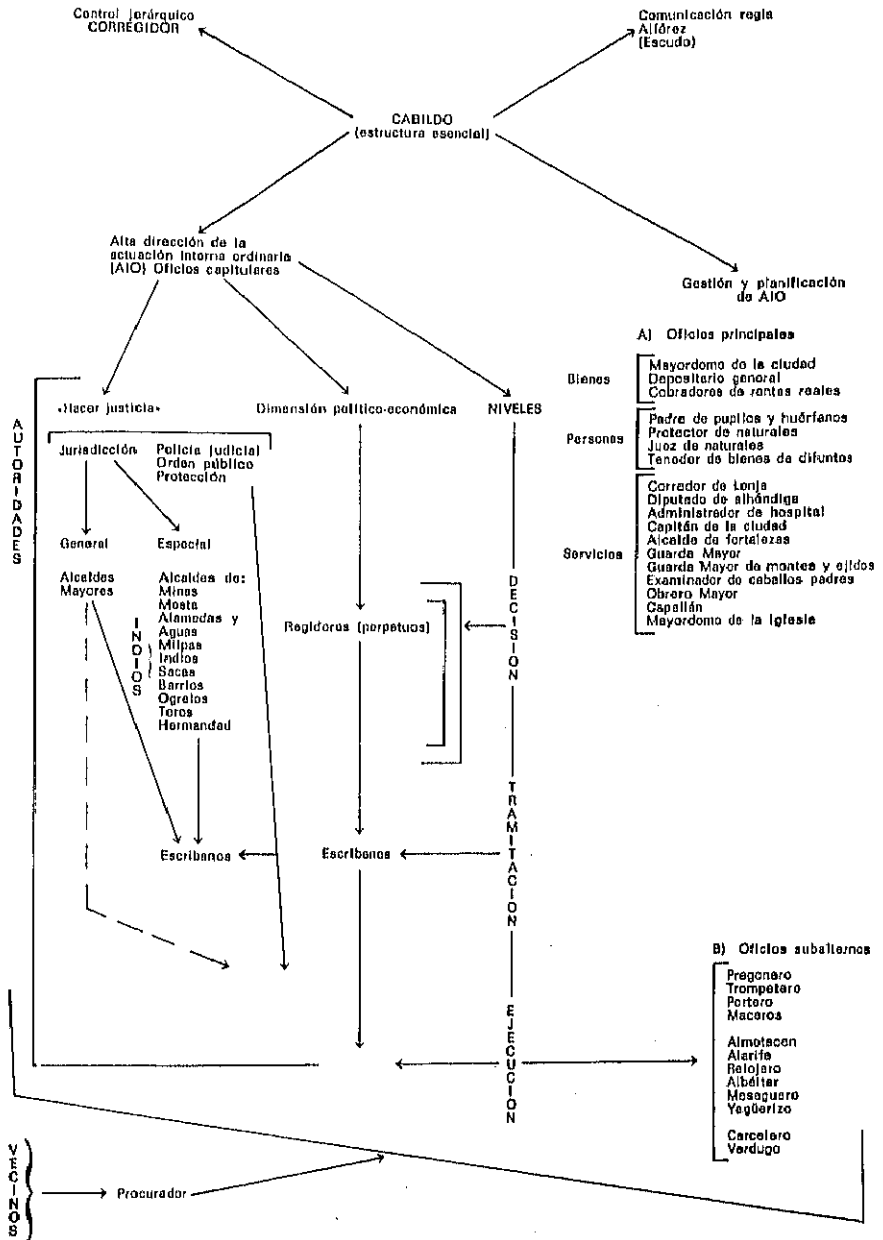 Control jerárquico
CORREGIDOR
Comunicación regia
Alférez
(Escudo)
CABILDO
(estructura esencial)
Alta dirección de la
actuación interna ordinaria
(AIO) Oficios capitulares
Gestión y planificación
de AIO
A) Oficios principales
Bienes
Mayordomo de la ciudad
Depositario general
Cobradores de rentas reales
Personas
Padre de pupilos y huérfanos
Protector de naturales
Juez de naturales
Tenedor de bienes de difuntos
Servicios
Corredor de Lonja
Diputado de alhóndiga
Administrador de hospital
Capitán de la ciudad
Alcaide de fortalezas
Guarda Mayor
Guarda Mayor de montes y ejidos
Examinador de caballos padres
Obrero Mayor
Capellán
Mayordomo de la Iglesia
AUTORIDADES
«Hacer justicia»
Dimensión político-económica
NIVELES
Jurisdicción
Policía judicial
Orden público
Protección
General
Especial
Alcaldes
Mayores
Alcaldes de:
Minas
Mesta
Alamedas y
Aguas
Milpas
Indios
Sacas
Barrios
Ogretos
Toros
Hermandad
INDIOS
Regidores (perpetuos)
DECISION
Escribanos
Escribanos
TRAMITACION
EJECUCION
B) Oficios subalternos
Pregonero
Trompetero
Portero
Maceros
Almotacen
Alarife
Relojero
Albéitar
Meseguero
Yegüerizo
Carcelero
Verdugo
VECINOS
Procurador